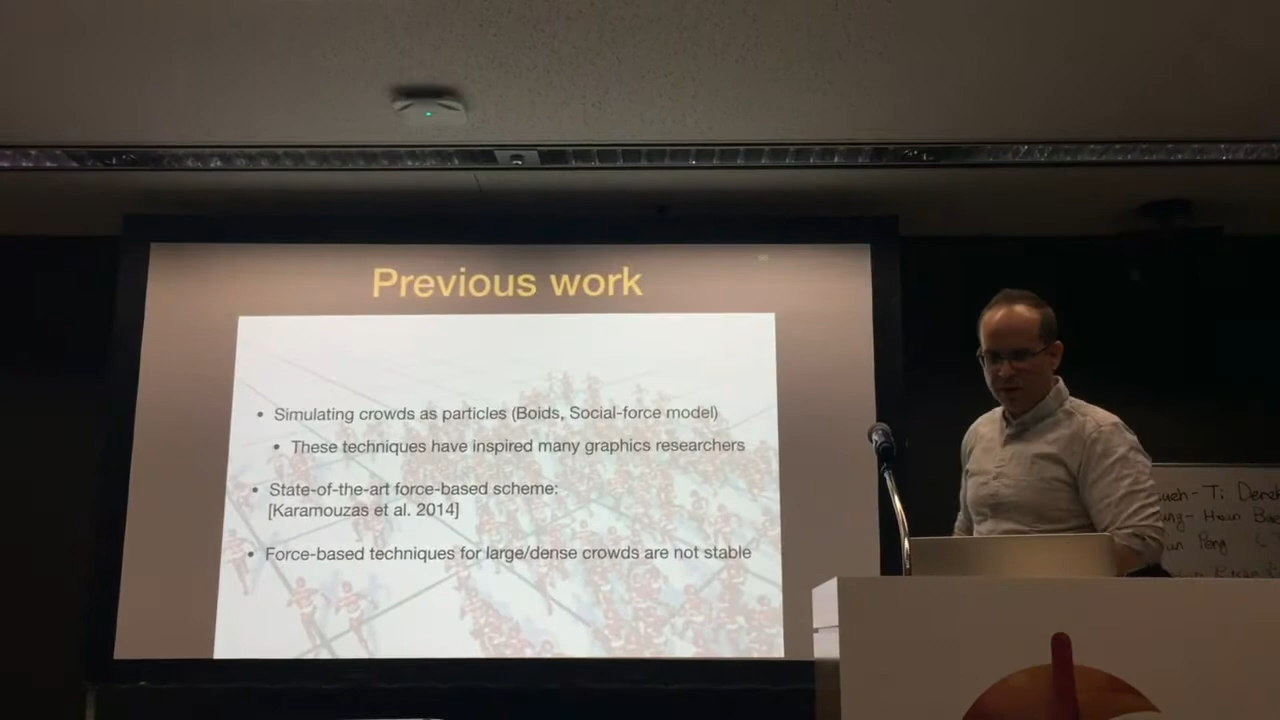 Previous work
• Simulating crowds as particles (Boids, Social-force model)
• These techniques have inspired many graphics researchers
• State-of-the-art force-based scheme:
[Karamouzas et al. 2014]
• Force-based techniques for large/dense crowds are not stable
Peng